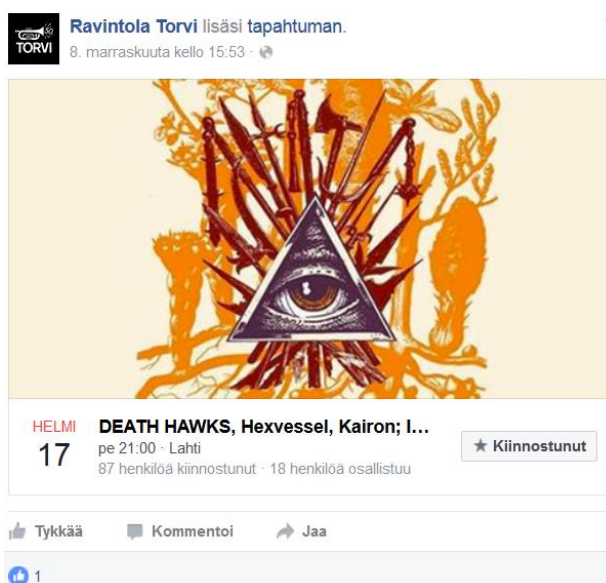 TORVI
Ravintola Torvi lisäsi tapahtuman.
8. marraskuuta kello 15:53 ·
HELMI
17
DEATH HAWKS, Hexvessel, Kairon; I...
pe 21:00 · Lahti
87 henkilöä kiinnostunut · 18 henkilöä osallistuu
★ Kiinnostunut
Tykkää Kommentoi Jaa
1